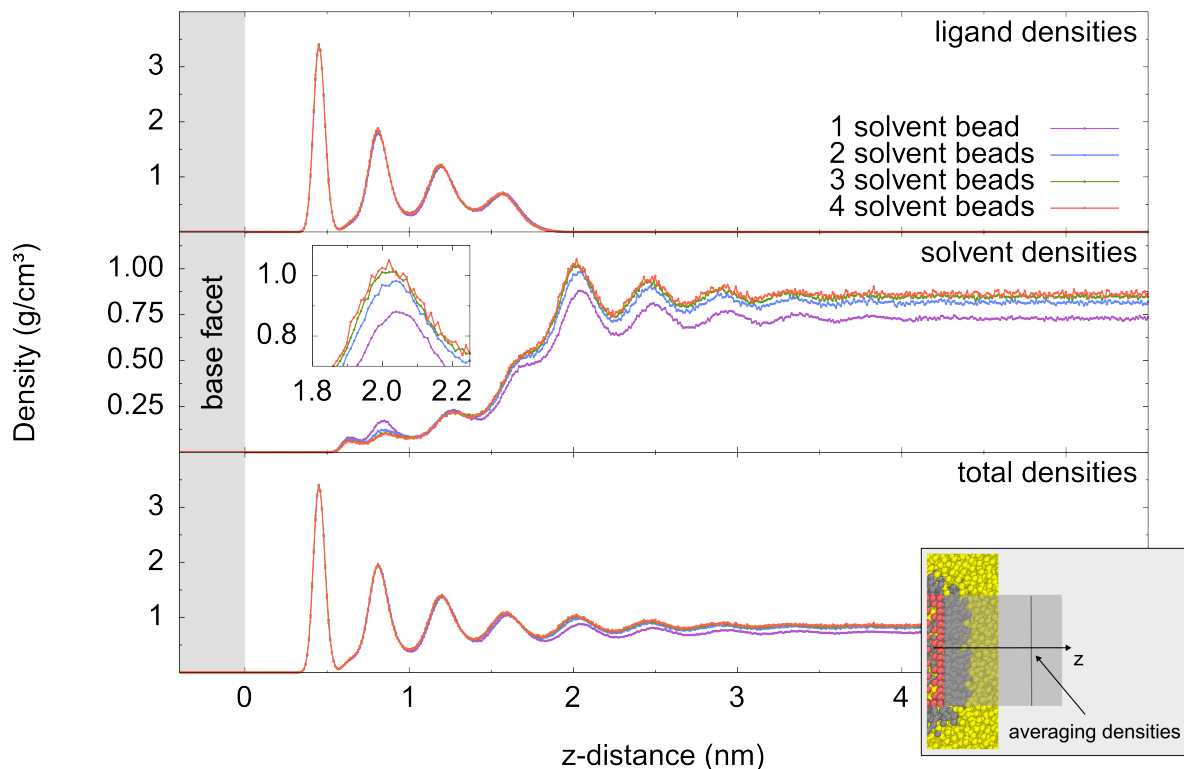 ligand densities
3
2
1
1 solvent bead
2 solvent beads
3 solvent beads
4 solvent beads
Density (g/cm³)
base facet
solvent densities
1.00
0.75
0.50
0.25
1.0
0.8
1.8 2.0 2.2
total densities
3
2
1
z
averaging densities
0 1 2 3 4
z-distance (nm)